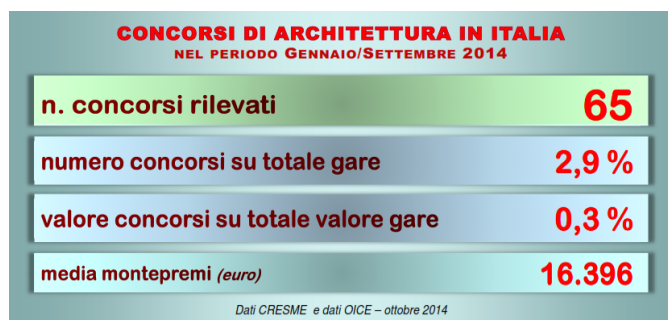 CONCORSI DI ARCHITETTURA IN ITALIA
NEL PERIODO GENNAIO/SETTEMBRE 2014
n. concorsi rilevati 65
numero concorsi su totale gare 2,9 %
valore concorsi su totale valore gare 0,3 %
media montepremi (euro) 16.396
Dati CRESME e dati OICE – ottobre 2014